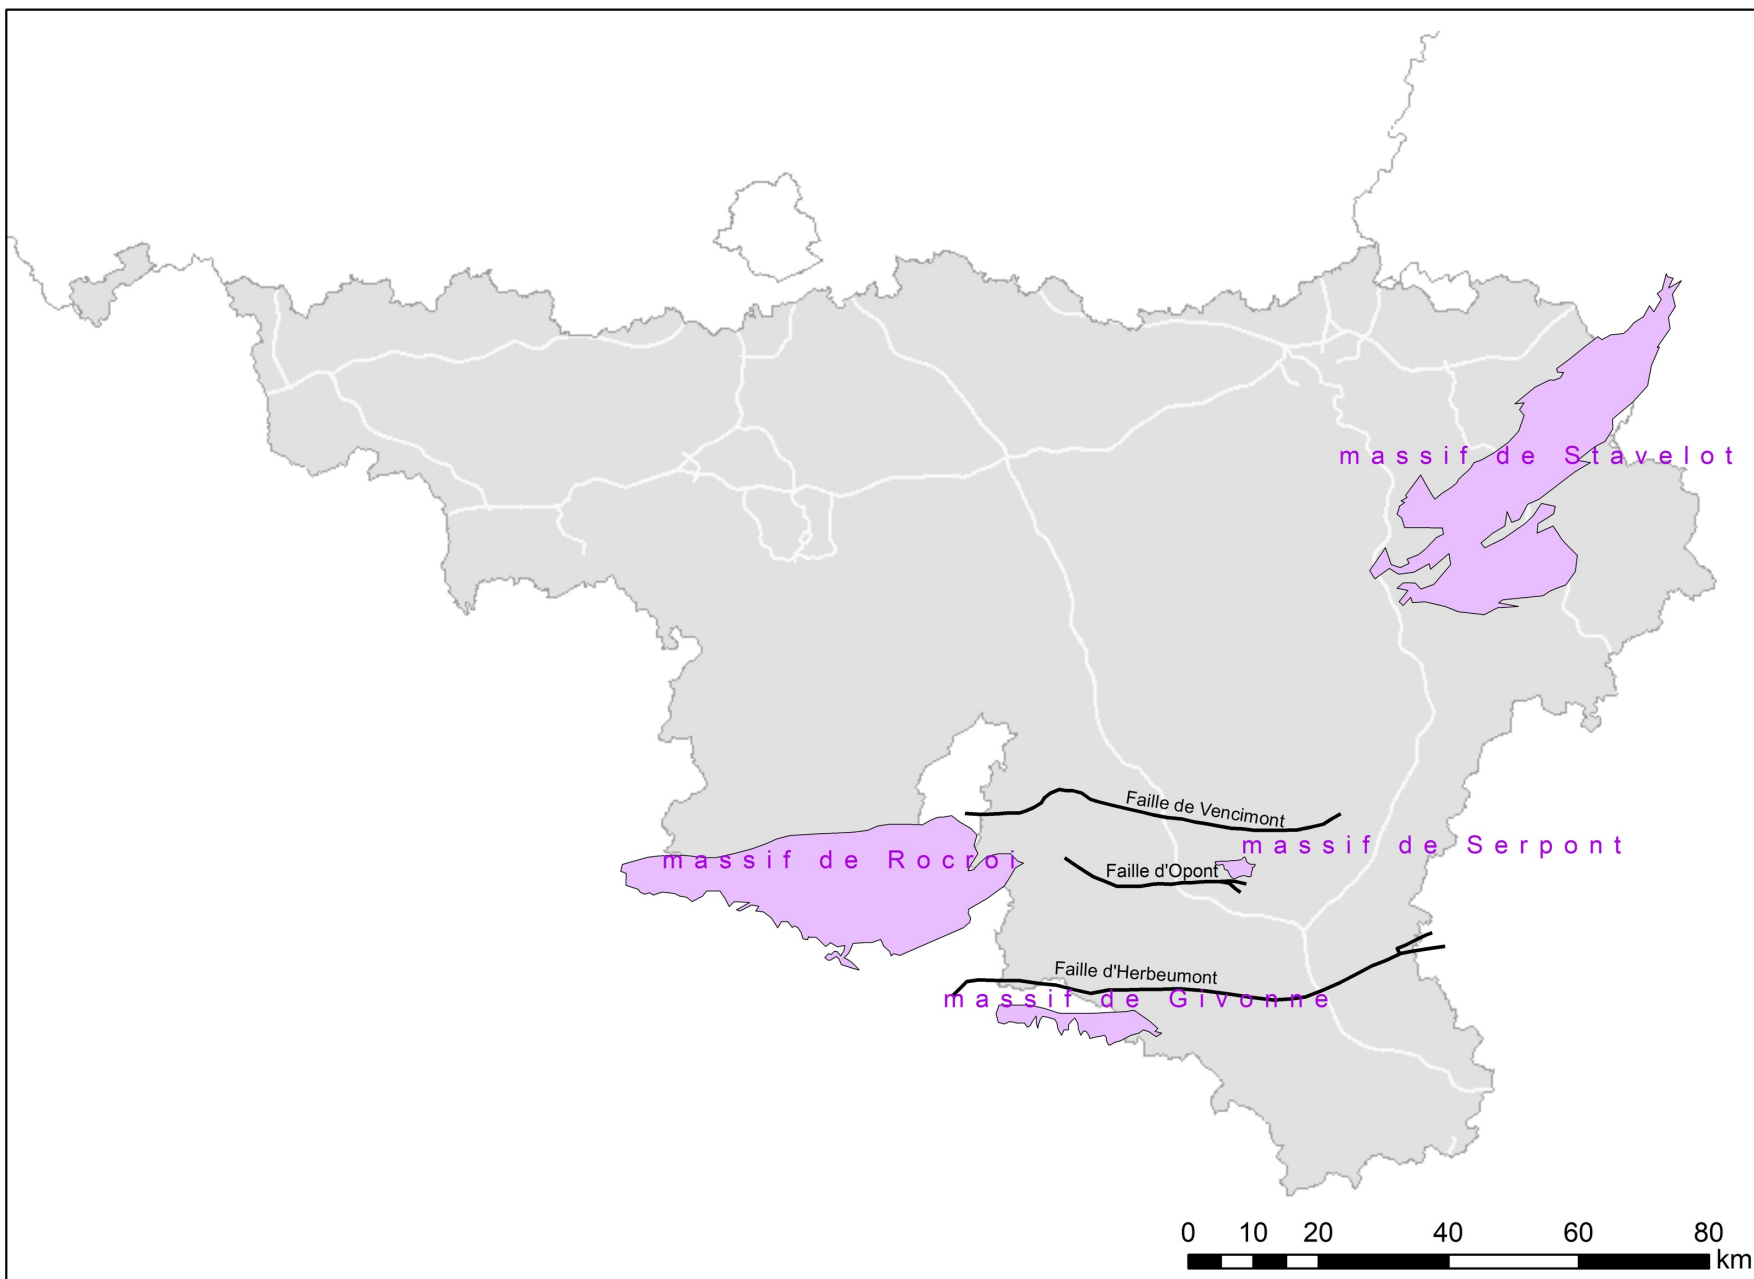 massif de Stavelot
Faille de Vencimont
massif de Serpont
massif de Rocroi
Faille d'Opont
Faille d'Herbeumont
massif de Givonne
0 10 20 40 60 80
km